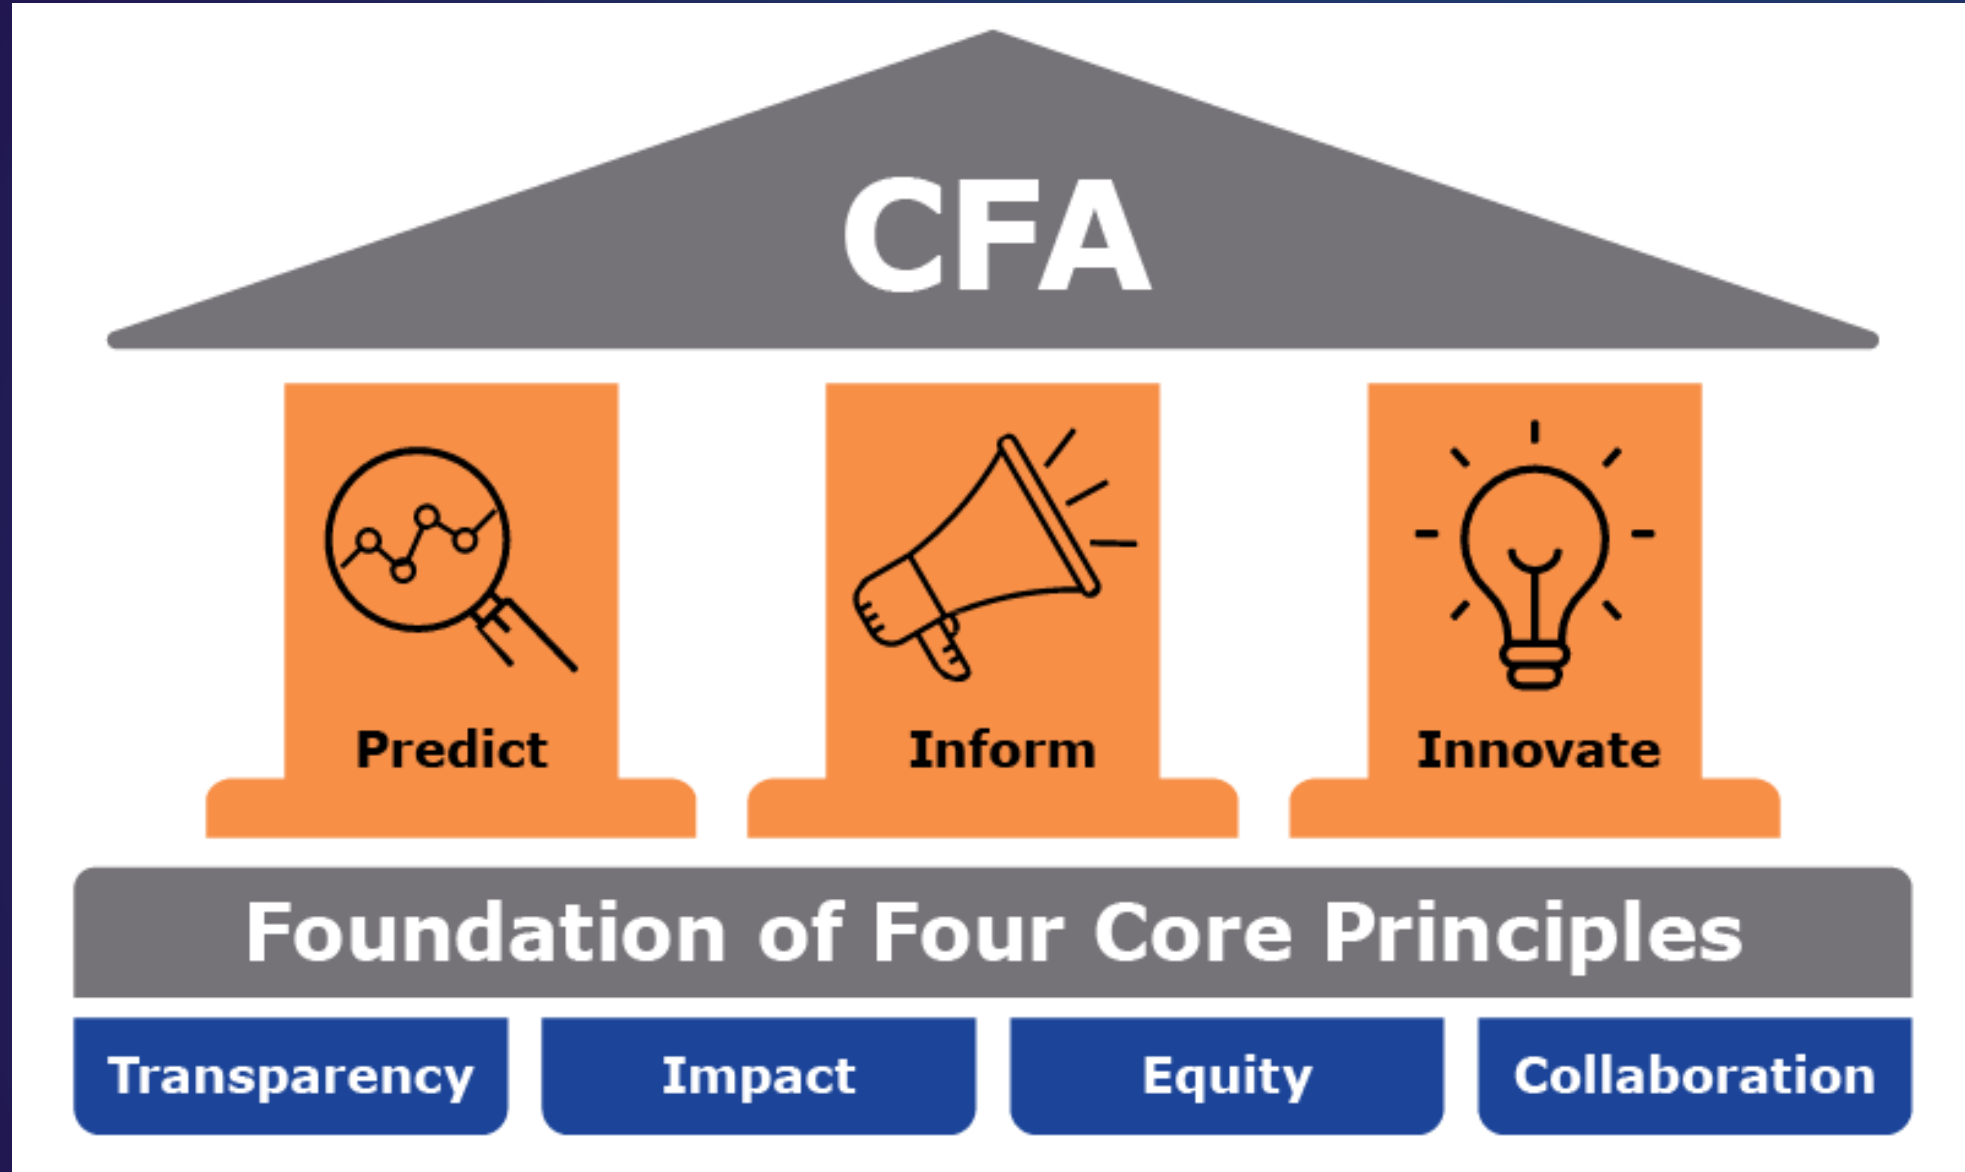 CFA
Predict
Inform
Innovate
Foundation of Four Core Principles
Transparency
Impact
Equity
Collaboration